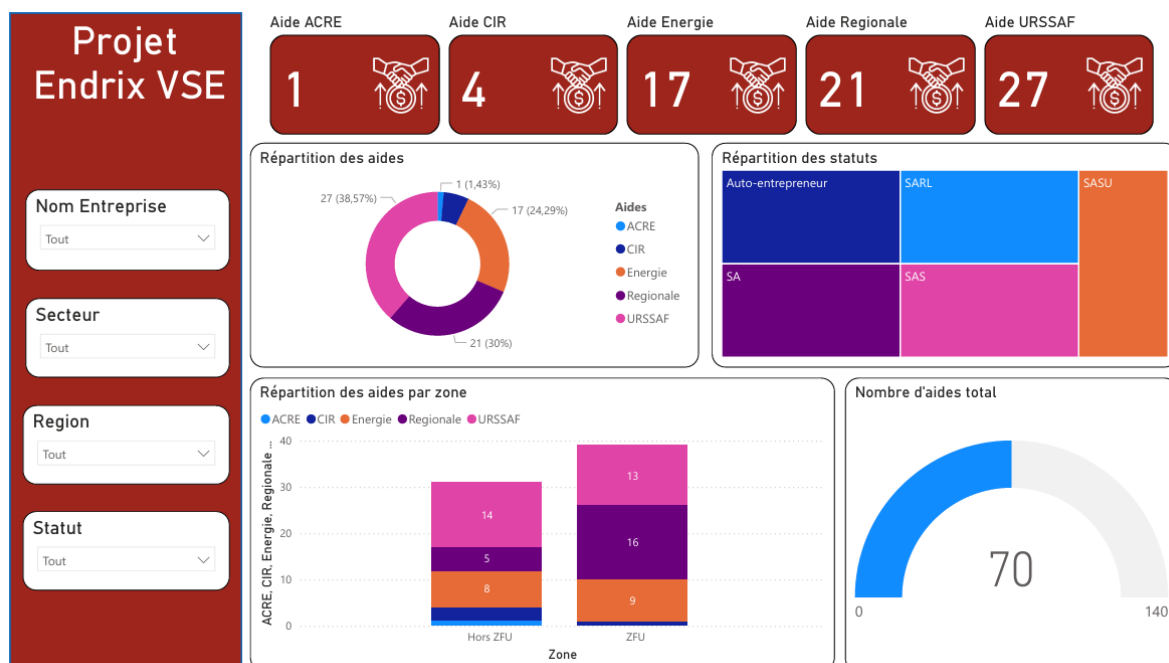 Projet
Endrix VSE
Nom Entreprise
Tout
Secteur
Tout
Region
Tout
Statut
Tout
Aide ACRE
1
Aide CIR
4
Aide Energie
17
Aide Regionale
21
Aide URSSAF
27
Répartition des aides
1 (1,43%)
17 (24,29%)
21 (30%)
27 (38,57%)
Aides
ACRE
CIR
Energie
Regionale
URSSAF
Répartition des statuts
Auto-entrepreneur
SARL
SASU
SA
SAS
Répartition des aides par zone
ACRE CIR Energie Regionale URSSAF
ACRE, CIR, Energie, Regionale ...
40
30
20
10
0
14
5
8
13
16
9
Hors ZFU
ZFU
Zone
Nombre d'aides total
70
0
140